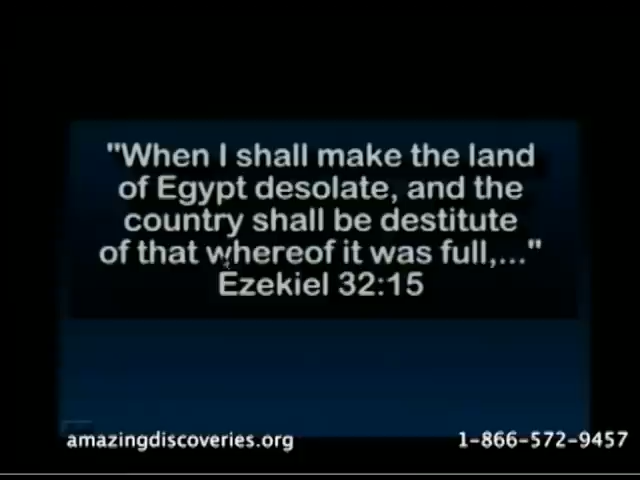 "When I shall make the land
of Egypt desolate, and the
country shall be destitute
of that whereof it was full,..."
Ezekiel 32:15
amazingdiscoveries.org
1-866-572-9457